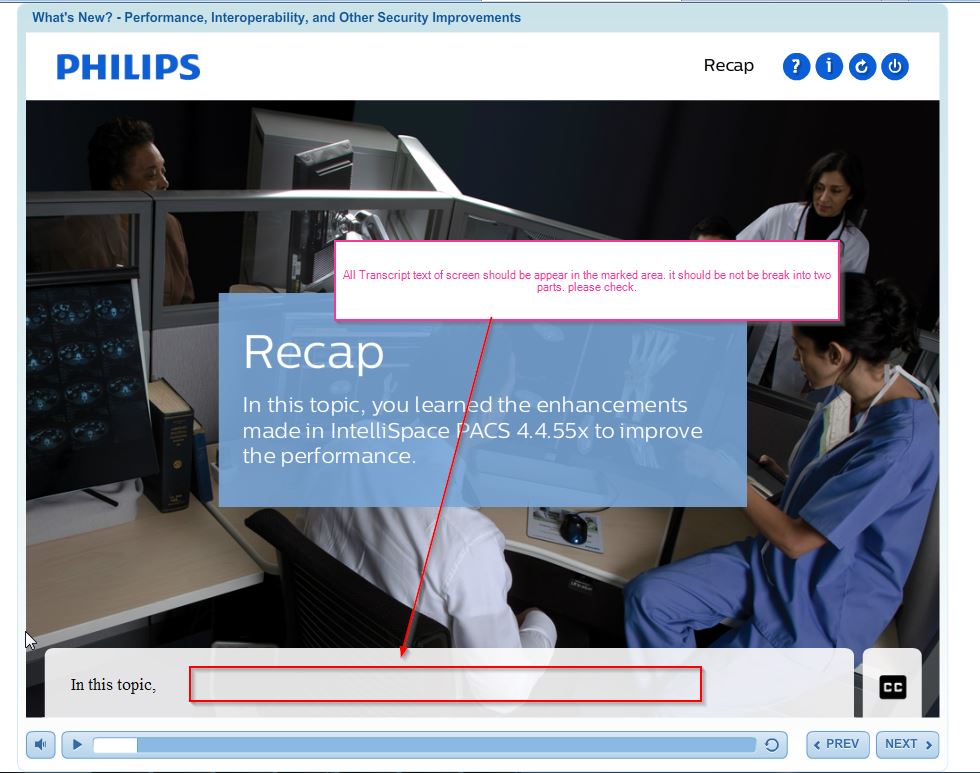 What's New? - Performance, Interoperability, and Other Security Improvements
PHILIPS
Recap
?
i
All Transcript text of screen should be appear in the marked area. it should be not be break into two
parts. please check.
Recap
In this topic, you learned the enhancements
made in IntelliSpace PACS 4.4.55x to improve
the performance.
In this topic,
CC
PREV
NEXT